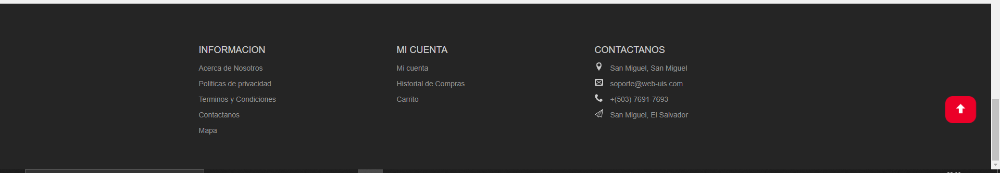 INFORMACION
Acerca de Nosotros
Politicas de privacidad
Terminos y Condiciones
Contactanos
Mapa
MI CUENTA
Mi cuenta
Historial de Compras
Carrito
CONTACTANOS
San Miguel, San Miguel
soporte@web-uis.com
+(503) 7691-7693
San Miguel, El Salvador